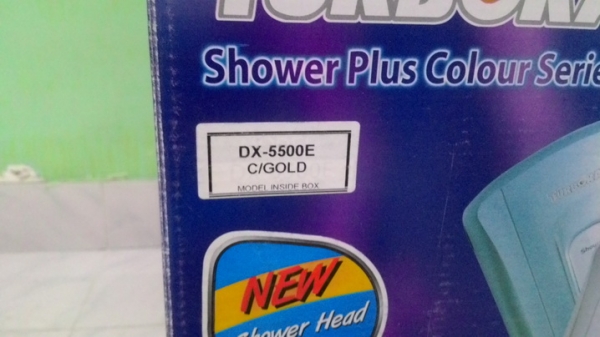 Shower Plus Colour Serie
DX-5500E
C/GOLD
MODEL INSIDE BOX
NEW
Shower Head